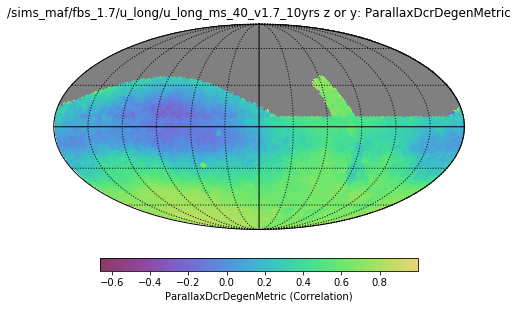 /sims_maf/fbs_1.7/u_long/u_long_ms_40_v1.7_10yrs z or y: ParallaxDcrDegenMetric
−0.6 −0.4 −0.2 0.0 0.2 0.4 0.6 0.8
ParallaxDcrDegenMetric (Correlation)